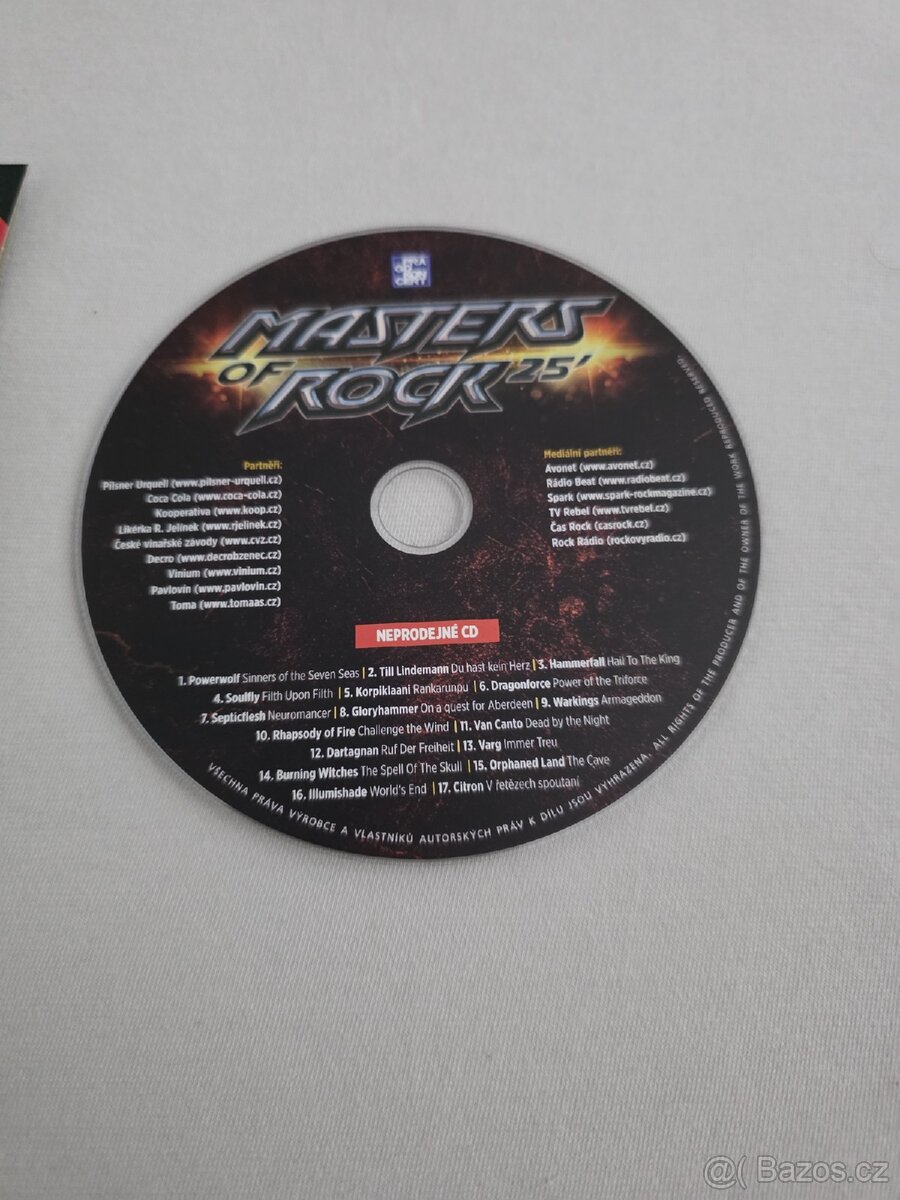 PRA
GO
KON
CERT
MASTERS
OF ROCK 25'
Partněři:
Pilsner Urquell (www.pilsner-urquell.cz)
Coca Cola (www.coca-cola.cz)
Kooperativa (www.koop.cz)
Likérka R. Jelínek (www.rjelinek.cz)
České vinařské závody (www.cvz.cz)
Decro (www.decrobzenec.cz)
Vinium (www.vinium.cz)
Pavlovín (www.pavlovin.cz)
Toma (www.tomaas.cz)
Mediální partněři:
Avonet (www.avonet.cz)
Rádio Beat (www.radiobeat.cz)
Spark (www.spark-rockmagazine.cz)
TV Rebel (www.tvrebel.cz)
Čas Rock (casrock.cz)
Rock Rádio (rockovyradio.cz)
NEPRODEJNÉ CD
1. Powerwolf Sinners of the Seven Seas | 2. Till Lindemann Du hast kein Herz | 3. Hammerfall Hail To The King
4. Soulfly Filth Upon Filth | 5. Korpiklaani Rankarunpu | 6. Dragonforce Power of the Triforce
7. Septicflesh Neuromancer | 8. Gloryhammer On a quest for Aberdeen | 9. Warkings Armageddon
10. Rhapsody of Fire Challenge the Wind | 11. Van Canto Dead by the Night
12. Dartagnan Ruf Der Freiheit | 13. Varg Immer Treu
14. Burning Witches The Spell Of The Skull | 15. Orphaned Land The Cave
16. Illumishade World's End | 17. Citron V řetězech spoutaní
VŠECHNA PRÁVA VÝROBCE A VLASTNÍKŮ AUTORSKÝCH PRÁV K DÍLU JSOU VYHRAZENA. ALL RIGHTS OF THE PRODUCER AND OF THE OWNER OF THE WORK REPRODUCED RESERVED.
@( Bazos.cz